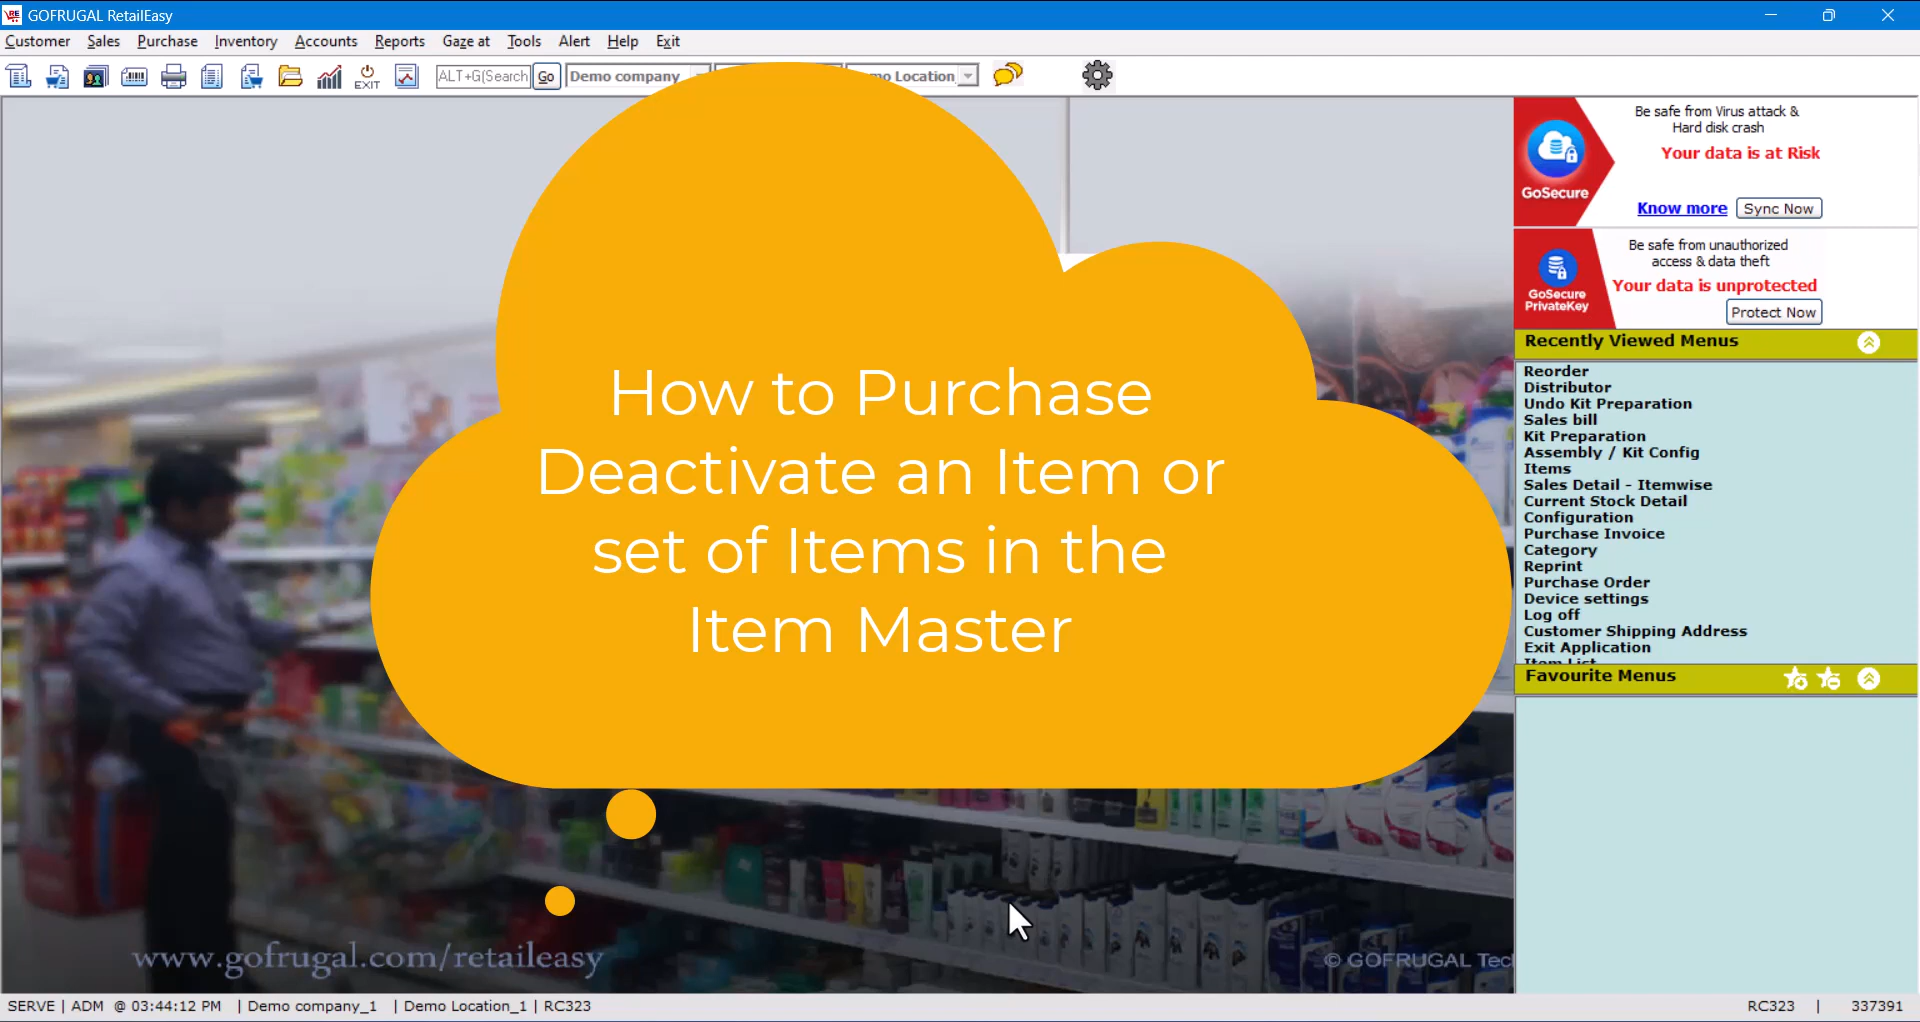 GOFRUGAL RetailEasy
Customer Sales Purchase Inventory Accounts Reports Gaze at Tools Alert Help Exit
EXIT ALT+G(Search Go Demo company mo Location
Be safe from Virus attack &
Hard disk crash
Your data is at Risk
GoSecure
Know more Sync Now
Be safe from unauthorized
access & data theft
Your data is unprotected
GoSecure
PrivateKey
Protect Now
Recently Viewed Menus
Reorder
Distributor
Undo Kit Preparation
Sales bill
Kit Preparation
Assembly / Kit Config
Items
Sales Detail - Itemwise
Current Stock Detail
Configuration
Purchase Invoice
Category
Reprint
Purchase Order
Device settings
Log off
Customer Shipping Address
Exit Application
Item List
Favourite Menus
How to Purchase
Deactivate an Item or
set of Items in the
Item Master
www.gofrugal.com/retaileasy
© GOFRUGAL Tec
SERVE | ADM @ 03:44:12 PM | Demo company_1 | Demo Location_1 | RC323
RC323 | 337391